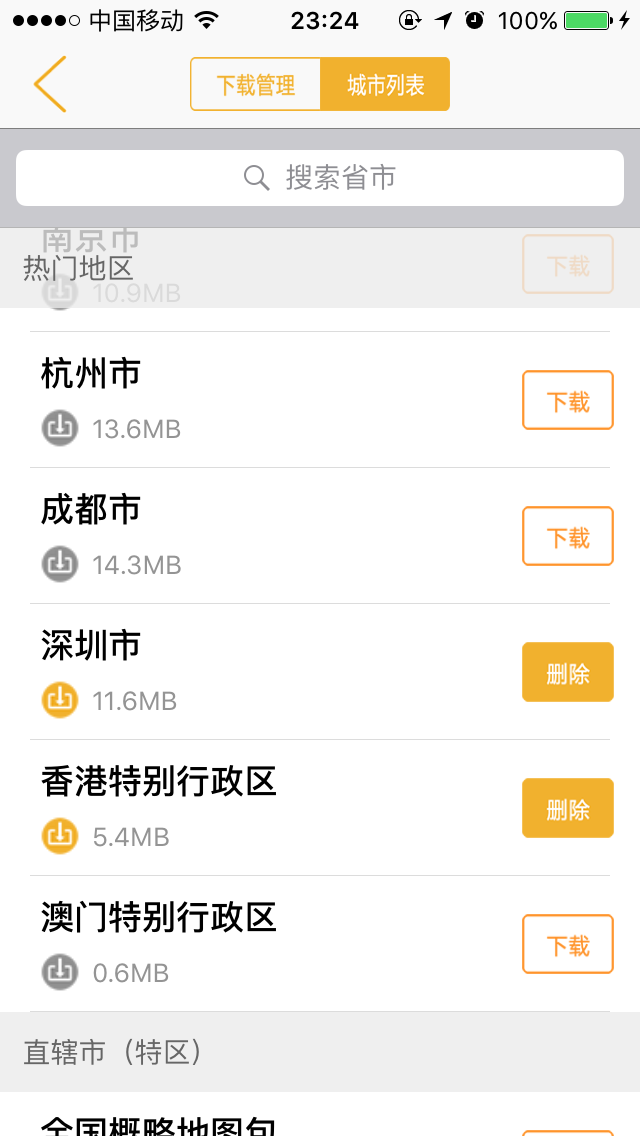 中国移动 23:24 100%
下载管理 城市列表
搜索省市
南京市
热门地区
下载
10.9MB
杭州市
13.6MB
下载
成都市
14.3MB
下载
深圳市
11.6MB
删除
香港特别行政区
5.4MB
删除
澳门特别行政区
0.6MB
下载
直辖市（特区）
全国概略地图包